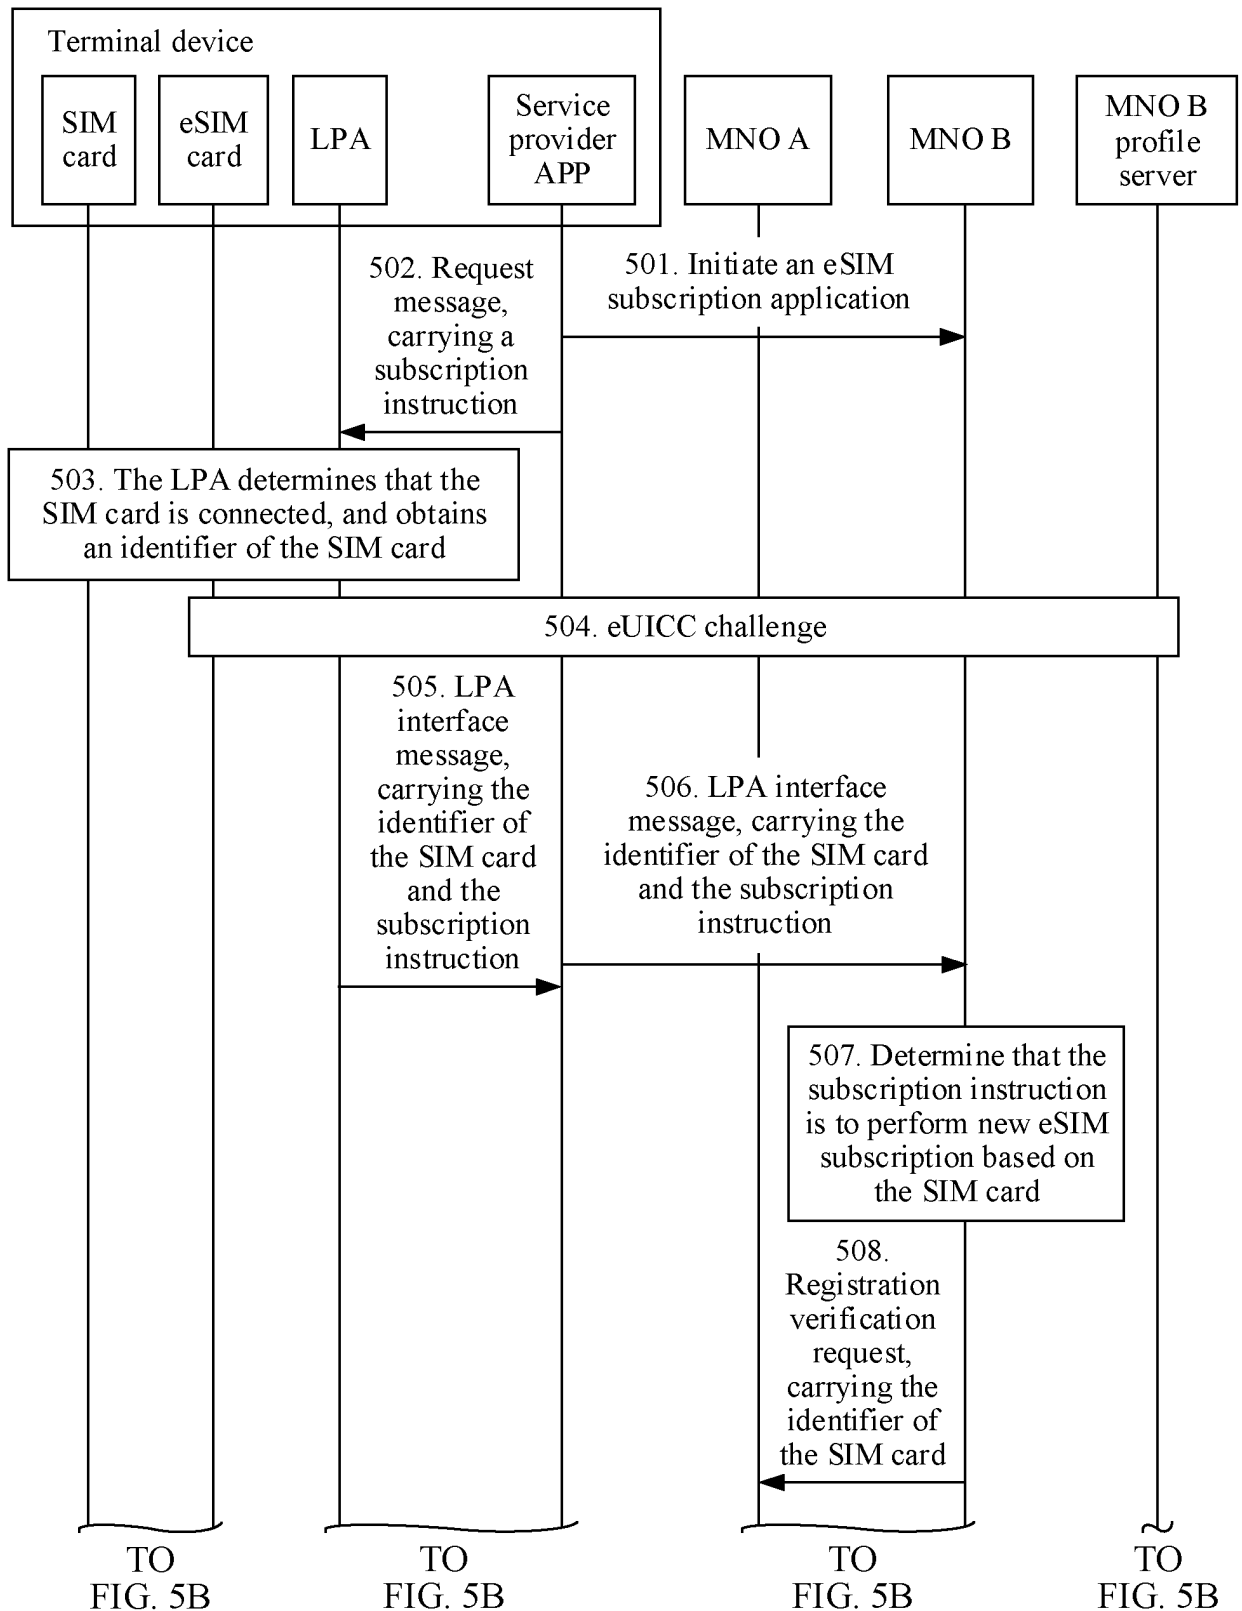 Terminal device
SIM
card
eSIM
card
LPA
Service
provider
APP
MNO A
MNO B
MNO B
profile
server
501. Initiate an eSIM
subscription application
502. Request
message,
carrying a
subscription
instruction
503. The LPA determines that the
SIM card is connected, and obtains
an identifier of the SIM card
504. eUICC challenge
505. LPA
interface
message,
carrying the
identifier of
the SIM card
and the
subscription
instruction
506. LPA interface
message, carrying the
identifier of the SIM card
and the subscription
instruction
507. Determine that the
subscription instruction
is to perform new eSIM
subscription based on
the SIM card
508.
Registration
verification
request,
carrying the
identifier of
the SIM card
TO
FIG. 5B
TO
FIG. 5B
TO
FIG. 5B
TO
FIG. 5B